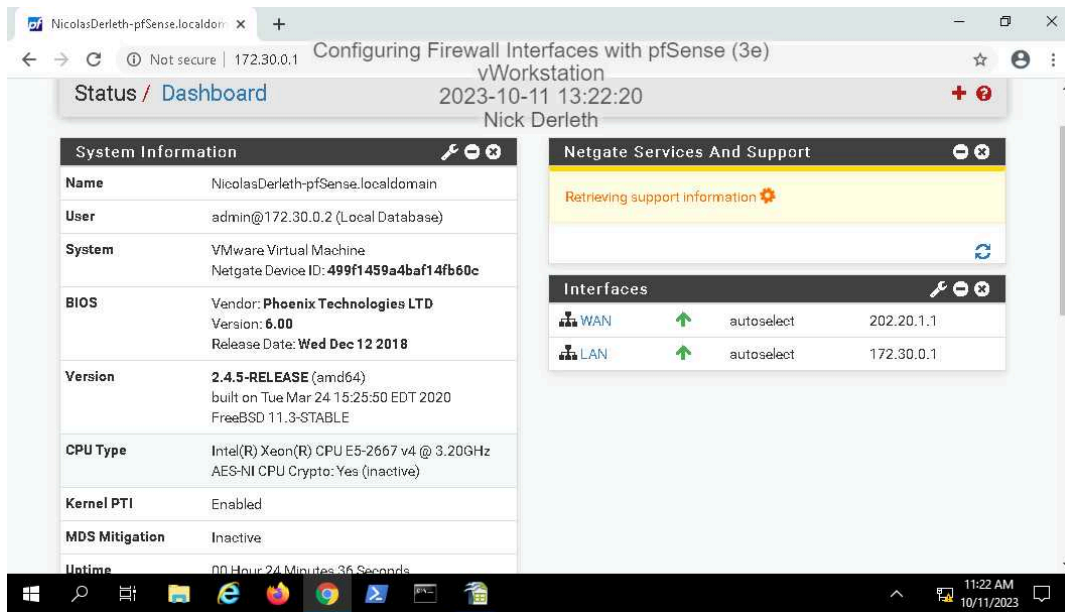 NicolasDerleth-pfSense.localdom
Not secure | 172.30.0.1
Configuring Firewall Interfaces with pfSense (3e)
vWorkstation
2023-10-11 13:22:20
Nick Derleth
Status / Dashboard
System Information
Name NicolasDerleth-pfSense.localdomain
User admin@172.30.0.2 (Local Database)
System VMware Virtual Machine
Netgate Device ID: 499f1459a4baf14fb60c
BIOS Vendor: Phoenix Technologies LTD
Version: 6.00
Release Date: Wed Dec 12 2018
Version 2.4.5-RELEASE (amd64)
built on Tue Mar 24 15:25:50 EDT 2020
FreeBSD 11.3-STABLE
CPU Type Intel(R) Xeon(R) CPU E5-2667 v4 @ 3.20GHz
AES-NI CPU Crypto: Yes (inactive)
Kernel PTI Enabled
MDS Mitigation Inactive
Uptime 00 Hour 24 Minutes 36 Seconds
Netgate Services And Support
Retrieving support information
Interfaces
WAN autoselect 202.20.1.1
LAN autoselect 172.30.0.1
11:22 AM
10/11/2023